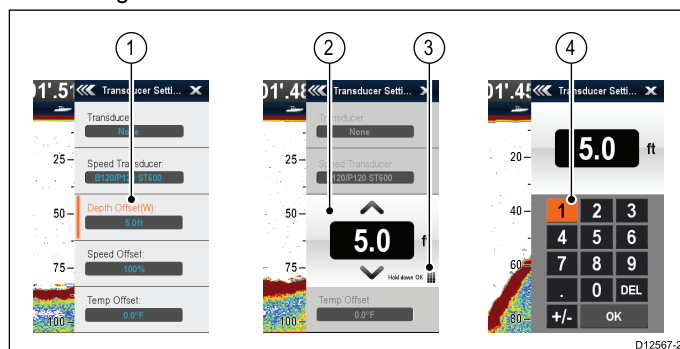 1
2
3
4
01'.51
Transducer Setti...
X
Transduce
None
25
Speed Transducer:
B120/P120 ST600
50
Depth Offset(W):
5.0ft
75
Speed Offset:
100%
Temp Offset:
100
0.0°F
01'.48
Transducer Setti...
X
Transducer:
None
25
Speed Transducer:
B120/P120 ST600
50
5.0
f
75
Hold down OK
Temp Offset:
100
0.0°F
01'.45
Transducer Setti...
X
5.0 ft
20
40
1 2 3
4 5 6
60
7 8 9
. 0 DEL
80
+/- OK
D12567-2